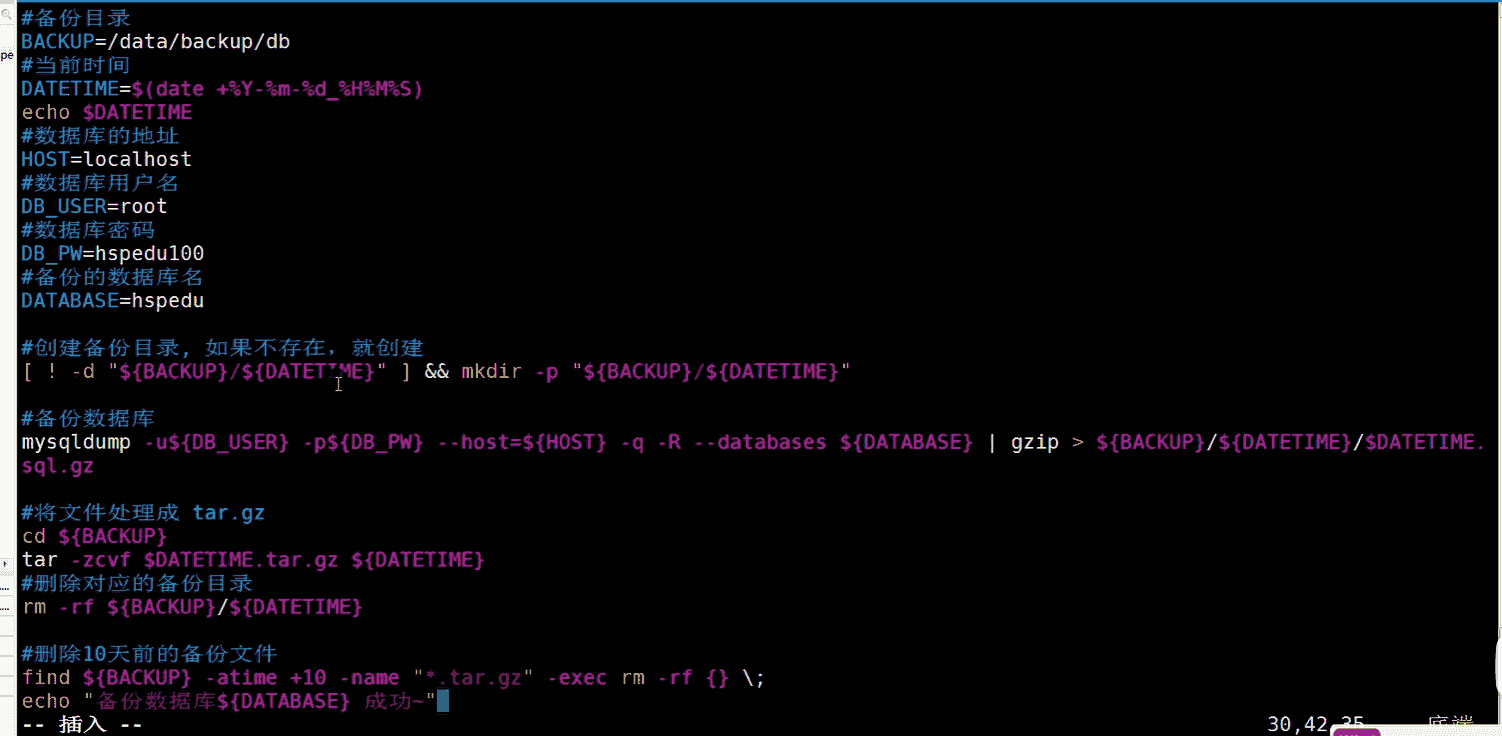 #备份目录
BACKUP=/data/backup/db
#当前时间
DATETIME=$(date +%Y-%m-%d_%H%M%S)
echo $DATETIME
#数据库的地址
HOST=localhost
#数据库用户名
DB_USER=root
#数据库密码
DB_PW=hspedu100
#备份的数据库名
DATABASE=hspedu
#创建备份目录, 如果不存在，就创建
[ ! -d "${BACKUP}/${DATETIME}" ] && mkdir -p "${BACKUP}/${DATETIME}"
#备份数据库
mysqldump -u${DB_USER} -p${DB_PW} --host=${HOST} -q -R --databases ${DATABASE} | gzip > ${BACKUP}/${DATETIME}/$DATETIME.
sql.gz
#将文件处理成 tar.gz
cd ${BACKUP}
tar -zcvf $DATETIME.tar.gz ${DATETIME}
#删除对应的备份目录
rm -rf ${BACKUP}/${DATETIME}
#删除10天前的备份文件
find ${BACKUP} -atime +10 -name "*.tar.gz" -exec rm -rf {} \;
echo "备份数据库${DATABASE} 成功~"
-- 插入 --
30,42-35 底端
pe